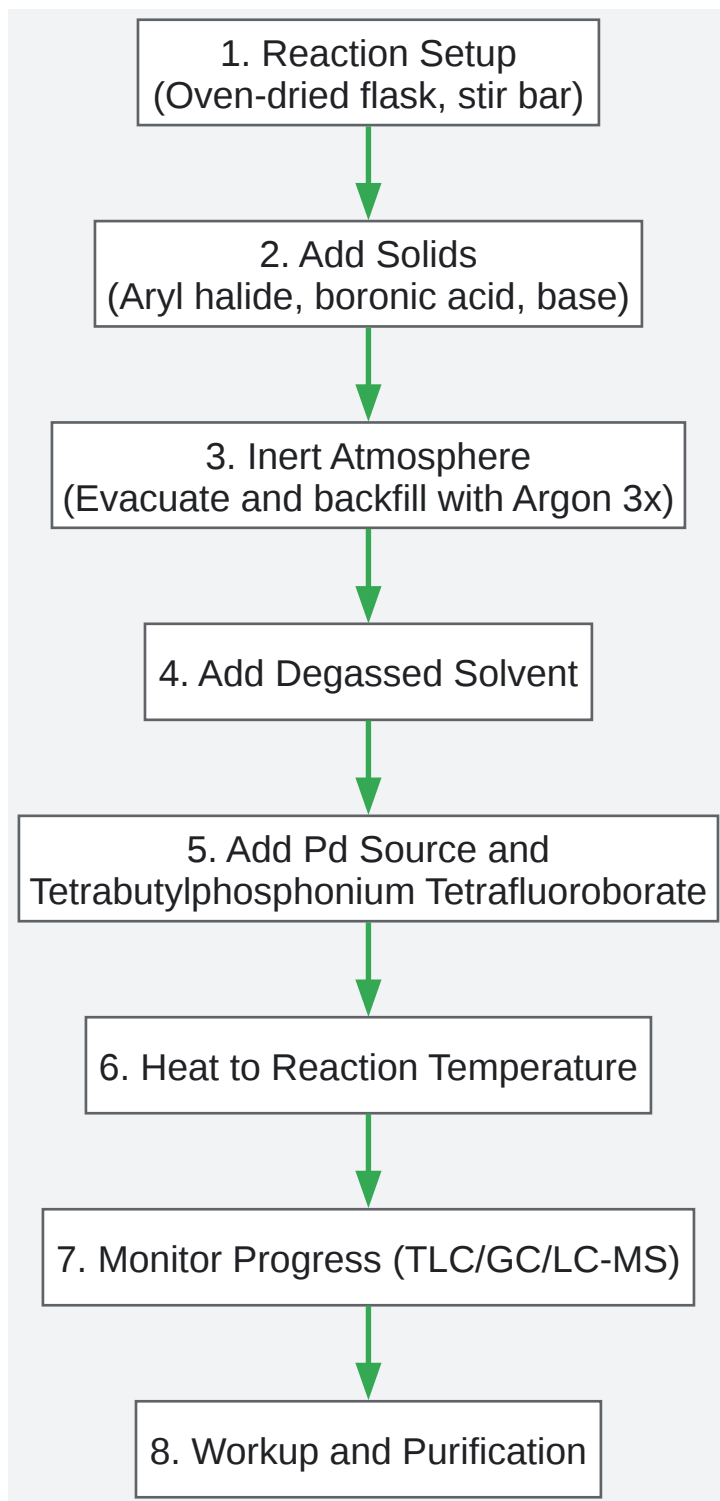 1. Reaction Setup
(Oven-dried flask, stir bar)
2. Add Solids
(Aryl halide, boronic acid, base)
3. Inert Atmosphere
(Evacuate and backfill with Argon 3x)
4. Add Degassed Solvent
5. Add Pd Source and
Tetrabutylphosphonium Tetrafluoroborate
6. Heat to Reaction Temperature
7. Monitor Progress (TLC/GC/LC-MS)
8. Workup and Purification